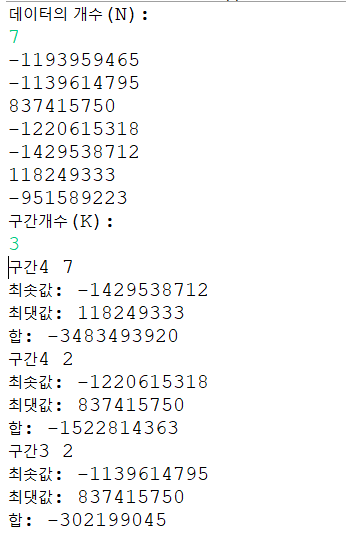 데이터의 개수(N):
7
-1193959465
-1139614795
837415750
-1220615318
-1429538712
118249333
-951589223
구간개수(K):
3
구간4 7
최솟값: -1429538712
최댓값: 118249333
합: -3483493920
구간4 2
최솟값: -1220615318
최댓값: 837415750
합: -1522814363
구간3 2
최솟값: -1139614795
최댓값: 837415750
합: -302199045